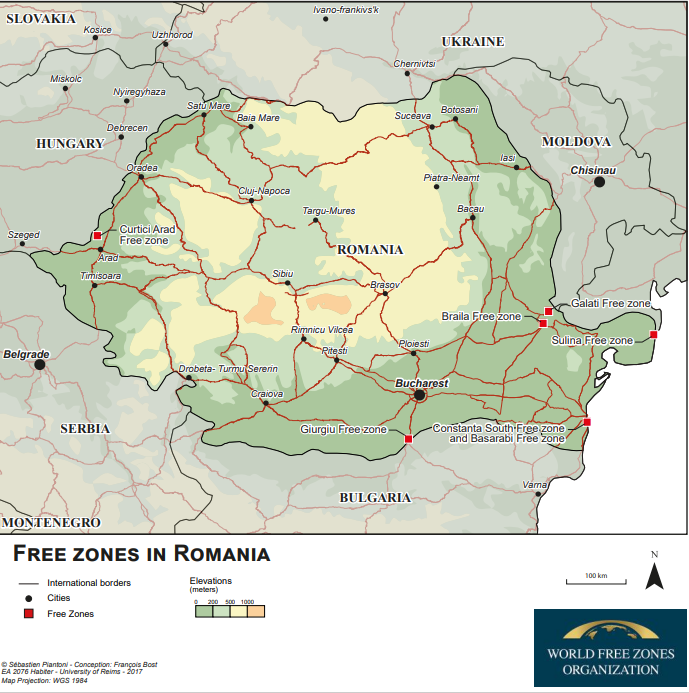 SLOVAKIA
Ivano-frankivs'k
Kosice
Uzhhorod
UKRAINE
Chernivtsi
Miskolc
Nyiregyhaza
Satu Mare
Baia Mare
Suceava
Botosani
Debrecen
HUNGARY
MOLDOVA
Iasi
Oradea
Chisinau
Piatra-Neamt
Cluj-Napoca
Targu-Mures
Bacau
Szeged
Curtici Arad
Free zone
ROMANIA
Arad
Timisoara
Sibiu
Brasov
Galati Free zone
Braila Free zone
Rimnicu Vilcea
Sulina Free zone
Ploiesti
Pitesti
Belgrade
Drobeta- Turmu Sererin
Bucharest
Craiova
SERBIA
Giurgiu Free zone
Constanta South-Free zone
and Basarabi Free zone
Varna
BULGARIA
MONTENEGRO
FREE ZONES IN ROMANIA
International borders
Cities
Free Zones
Elevations
(meters)
0 200 500 1000
100 km
N
WORLD FREE ZONES
ORGANIZATION
© Sébastien Piantoni - Conception: François Bost
EA 2076 Habiter - University of Reims - 2017
Map Projection: WGS 1984